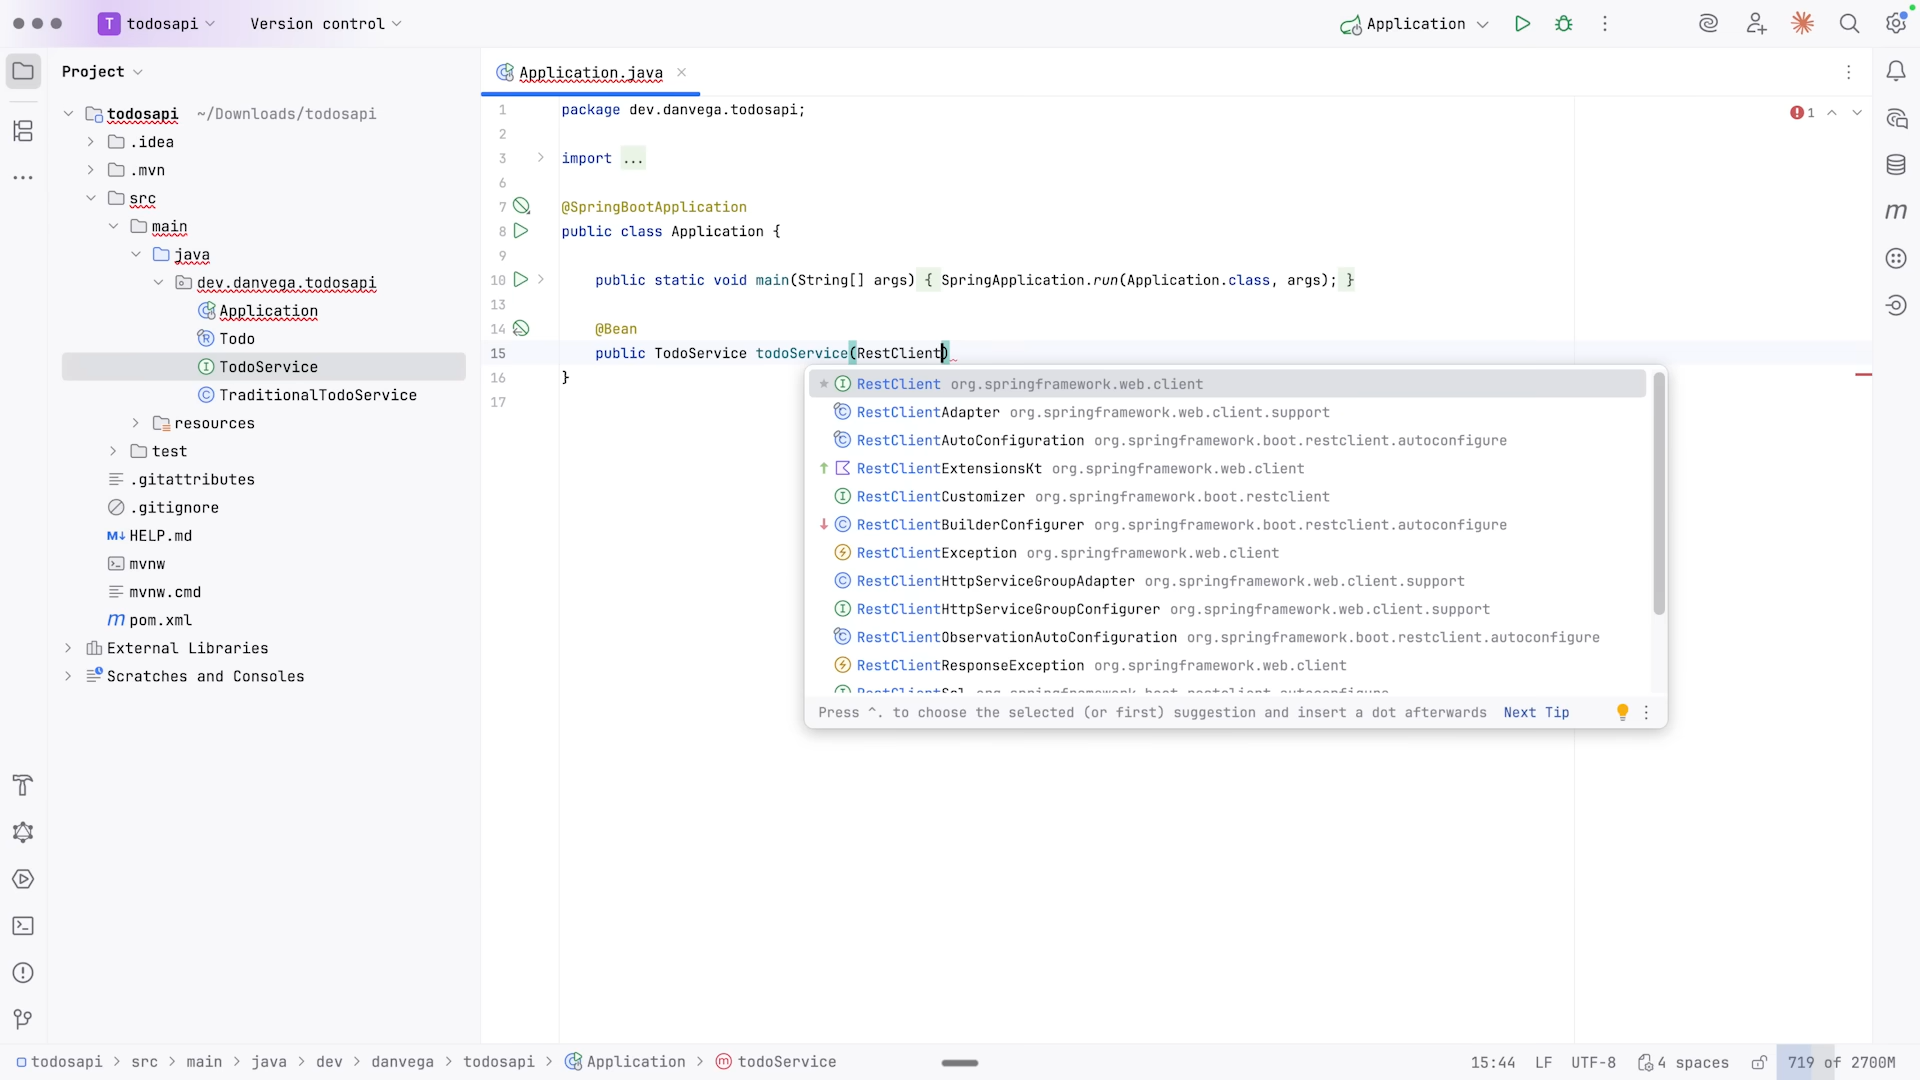 T todosapi Version control Application
Project
Application.java
todosapi ~/Downloads/todosapi
.idea
.mvn
src
main
java
dev.danvega.todosapi
Application
Todo
TodoService
TraditionalTodoService
resources
test
.gitattributes
.gitignore
M↓ HELP.md
mvnw
mvnw.cmd
m pom.xml
External Libraries
Scratches and Consoles
1 package dev.danvega.todosapi;
2
3 import ...
6
7 @SpringBootApplication
8 public class Application {
9
10 public static void main(String[] args) { SpringApplication.run(Application.class, args); }
13
14 @Bean
15 public TodoService todoService(RestClient)
16 }
17
1
RestClient org.springframework.web.client
RestClientAdapter org.springframework.web.client.support
RestClientAutoConfiguration org.springframework.boot.restclient.autoconfigure
RestClientExtensionsKt org.springframework.web.client
RestClientCustomizer org.springframework.boot.restclient
RestClientBuilderConfigurer org.springframework.boot.restclient.autoconfigure
RestClientException org.springframework.web.client
RestClientHttpServiceGroupAdapter org.springframework.web.client.support
RestClientHttpServiceGroupConfigurer org.springframework.web.client.support
RestClientObservationAutoConfiguration org.springframework.boot.restclient.autoconfigure
RestClientResponseException org.springframework.web.client
RestClientSsl org.springframework.boot.restclient.autoconfigure
Press ^. to choose the selected (or first) suggestion and insert a dot afterwards Next Tip
m
todosapi > src > main > java > dev > danvega > todosapi > Application > m todoService
15:44 LF UTF-8 4 spaces 719 of 2700M